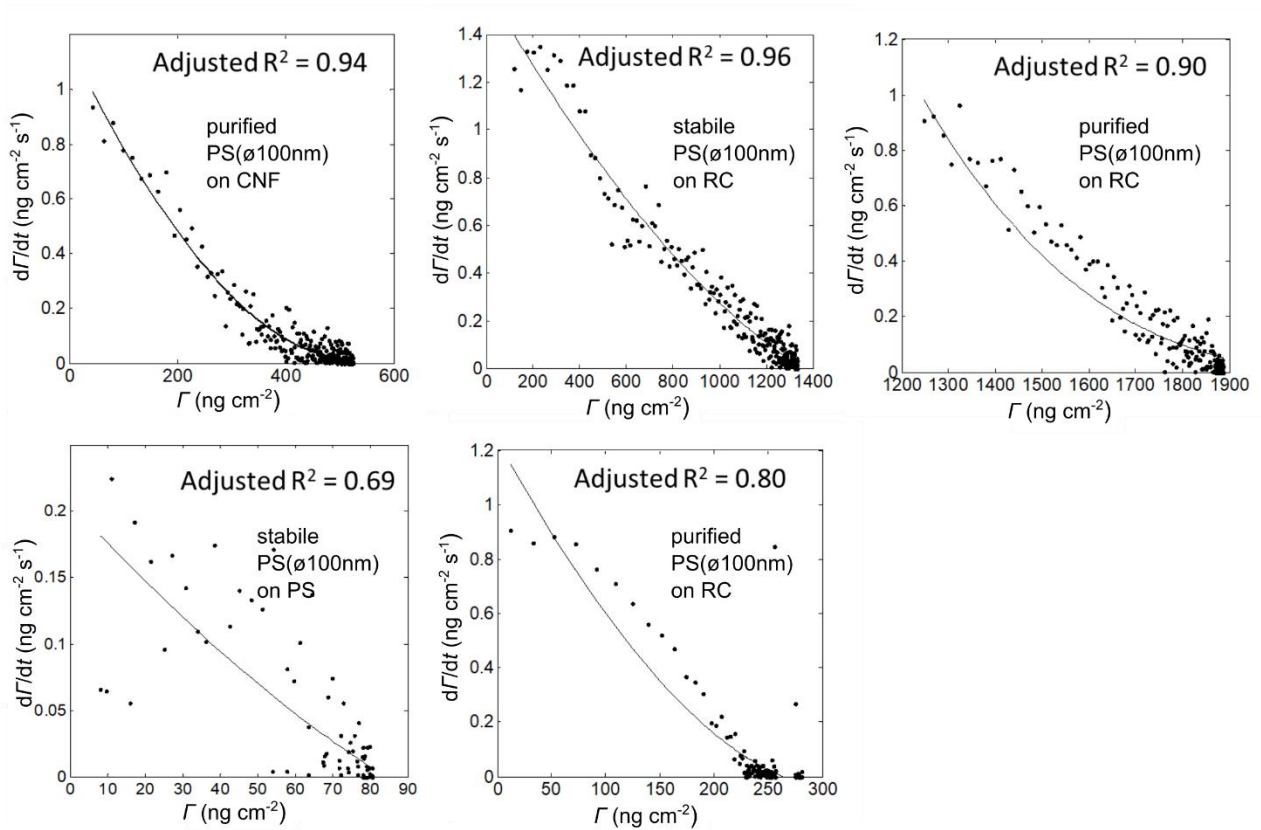 Adjusted R² = 0.94
purified
PS(ø100nm)
on CNF
dΓ/dt (ng cm⁻² s⁻¹)
1
0.8
0.6
0.4
0.2
0
0 200 400 600
Γ (ng cm⁻²)
Adjusted R² = 0.96
stabile
PS(ø100nm)
on RC
dΓ/dt (ng cm⁻² s⁻¹)
1.4
1.2
1
0.8
0.6
0.4
0.2
0
0 200 400 600 800 1000 1200 1400
Γ (ng cm⁻²)
Adjusted R² = 0.90
purified
PS(ø100nm)
on RC
dΓ/dt (ng cm⁻² s⁻¹)
1.2
1
0.8
0.6
0.4
0.2
0
1200 1300 1400 1500 1600 1700 1800 1900
Γ (ng cm⁻²)
Adjusted R² = 0.69
stabile
PS(ø100nm)
on PS
dΓ/dt (ng cm⁻² s⁻¹)
0.2
0.15
0.1
0.05
0
0 10 20 30 40 50 60 70 80 90
Γ (ng cm⁻²)
Adjusted R² = 0.80
purified
PS(ø100nm)
on RC
dΓ/dt (ng cm⁻² s⁻¹)
1.2
1
0.8
0.6
0.4
0.2
0
0 50 100 150 200 250 300
Γ (ng cm⁻²)